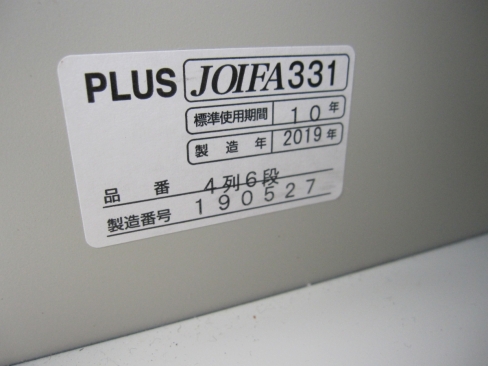 PLUS JOIFA331
標準使用期間 10年
製造年 2019年
品番 4列6段
製造番号 190527